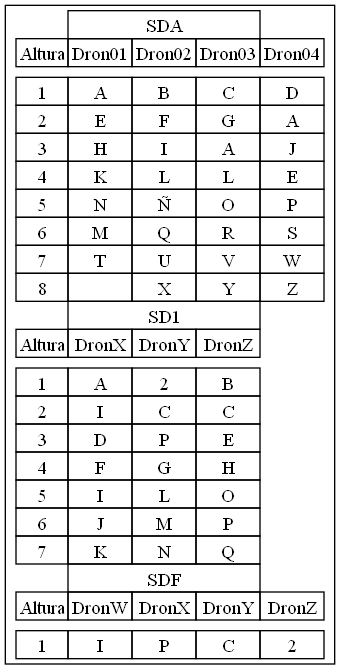 SDA
Altura Dron01 Dron02 Dron03 Dron04
1 A B C D
2 E F G A
3 H I A J
4 K L L E
5 N Ñ O P
6 M Q R S
7 T U V W
8 X Y Z
SD1
Altura DronX DronY DronZ
1 A 2 B
2 I C C
3 D P E
4 F G H
5 I L O
6 J M P
7 K N Q
SDF
Altura DronW DronX DronY DronZ
1 I P C 2